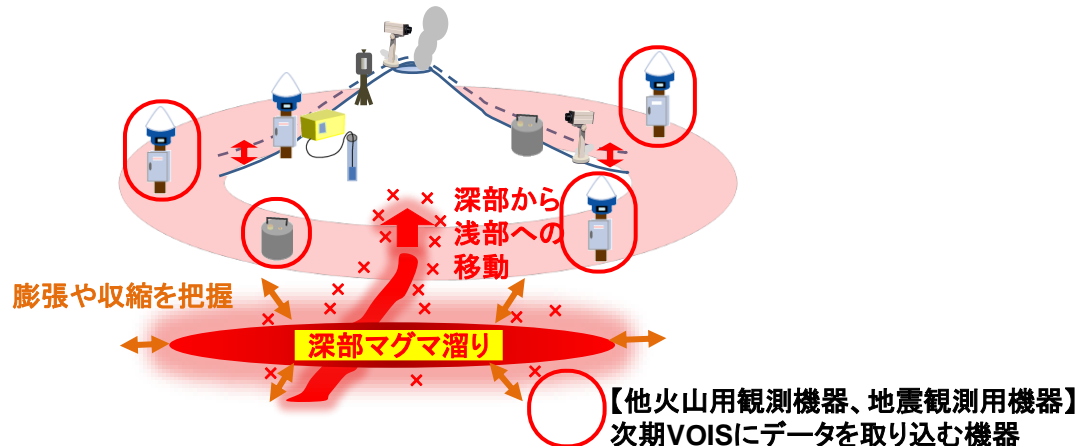 深部から
浅部への
移動
膨張や収縮を把握
深部マグマ溜り
【他火山用観測機器、地震観測用機器】
次期VOISにデータを取り込む機器